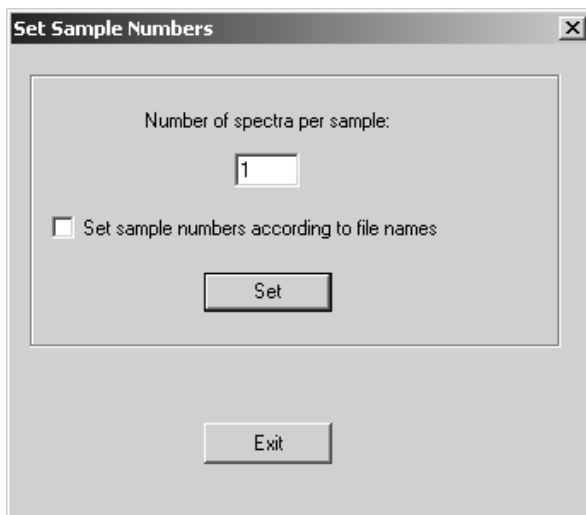 Set Sample Numbers
Number of spectra per sample:
1
Set sample numbers according to file names
Set
Exit